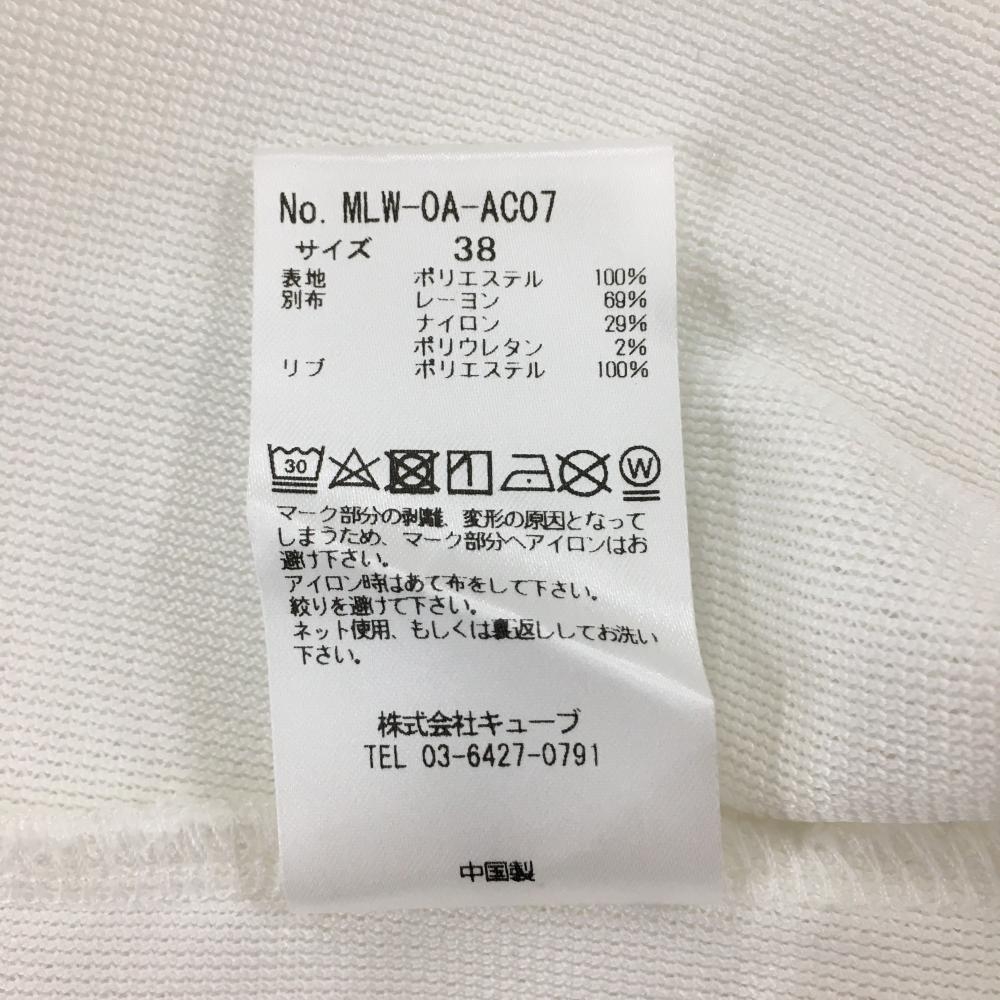 No. MLW-0A-AC07
サイズ 38
表地 ポリエステル 100%
別布 レーヨン 69%
ナイロン 29%
ポリウレタン 2%
リブ ポリエステル 100%
30 W
マーク部分の剥離、変形の原因となって
しまうため、マーク部分へアイロンはお
避け下さい。
アイロン時はあて布をして下さい。
絞りを避けて下さい。
ネット使用、もしくは裏返ししてお洗い
下さい。
株式会社キューブ
TEL 03-6427-0791
中国製